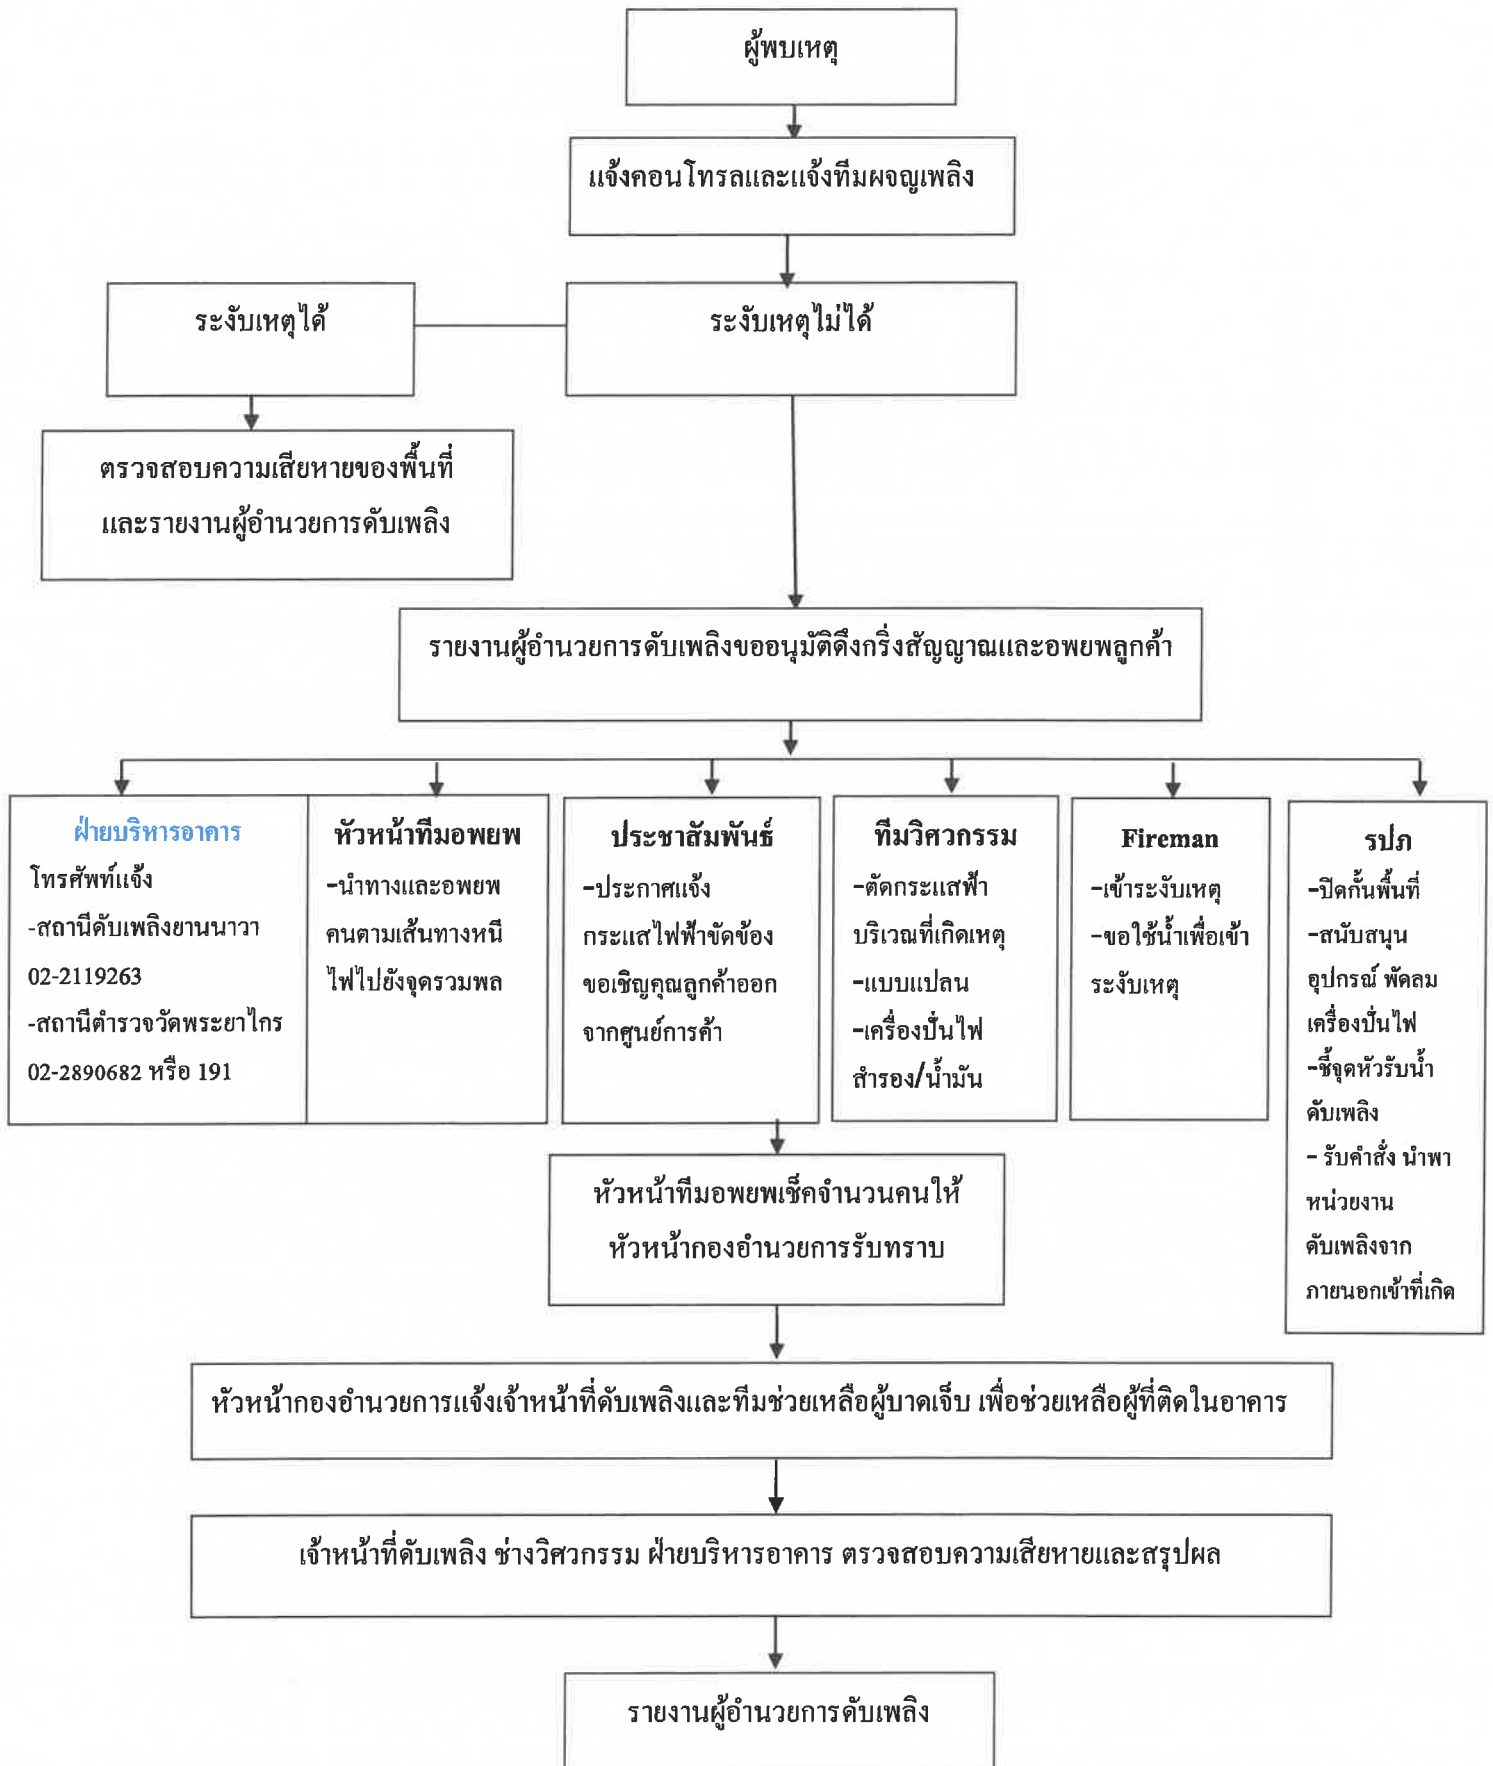 ผู้พบเหตุ
แจ้งคอนโทรลและแจ้งทีมผจญเพลิง
ระงับเหตุได้
ระงับเหตุไม่ได้
ตรวจสอบความเสียหายของพื้นที่
และรายงานผู้อำนวยการดับเพลิง
รายงานผู้อำนวยการดับเพลิงขออนุมัติดึงกริ่งสัญญาณและอพยพลูกค้า
ฝ่ายบริหารอาคาร
โทรศัพท์แจ้ง
-สถานีดับเพลิงยานนาวา
02-2119263
-สถานีตำรวจวัดพระยาไกร
02-2890682 หรือ 191
หัวหน้าทีมอพยพ
-นำทางและอพยพ
คนตามเส้นทางหนี
ไฟไปยังจุดรวมพล
ประชาสัมพันธ์
-ประกาศแจ้ง
กระแสไฟฟ้าขัดข้อง
ขอเชิญคุณลูกค้าออก
จากศูนย์การค้า
ทีมวิศวกรรม
-ตัดกระแสฟ้า
บริเวณที่เกิดเหตุ
-แบบแปลน
-เครื่องปั่นไฟ
สำรอง/น้ำมัน
Fireman
-เข้าระงับเหตุ
-ขอใช้น้ำเพื่อเข้า
ระงับเหตุ
รปภ
-ปิดกั้นพื้นที่
-สนับสนุน
อุปกรณ์ พัดลม
เครื่องปั่นไฟ
-ชี้จุดหัวรับน้ำ
ดับเพลิง
- รับคำสั่ง นำพา
หน่วยงาน
ดับเพลิงจาก
ภายนอกเข้าที่เกิด
หัวหน้าทีมอพยพเช็คจำนวนคนให้
หัวหน้ากองอำนวยการรับทราบ
หัวหน้ากองอำนวยการแจ้งเจ้าหน้าที่ดับเพลิงและทีมช่วยเหลือผู้บาดเจ็บ เพื่อช่วยเหลือผู้ที่ติดในอาคาร
เจ้าหน้าที่ดับเพลิง ช่างวิศวกรรม ฝ่ายบริหารอาคาร ตรวจสอบความเสียหายและสรุปผล
รายงานผู้อำนวยการดับเพลิง